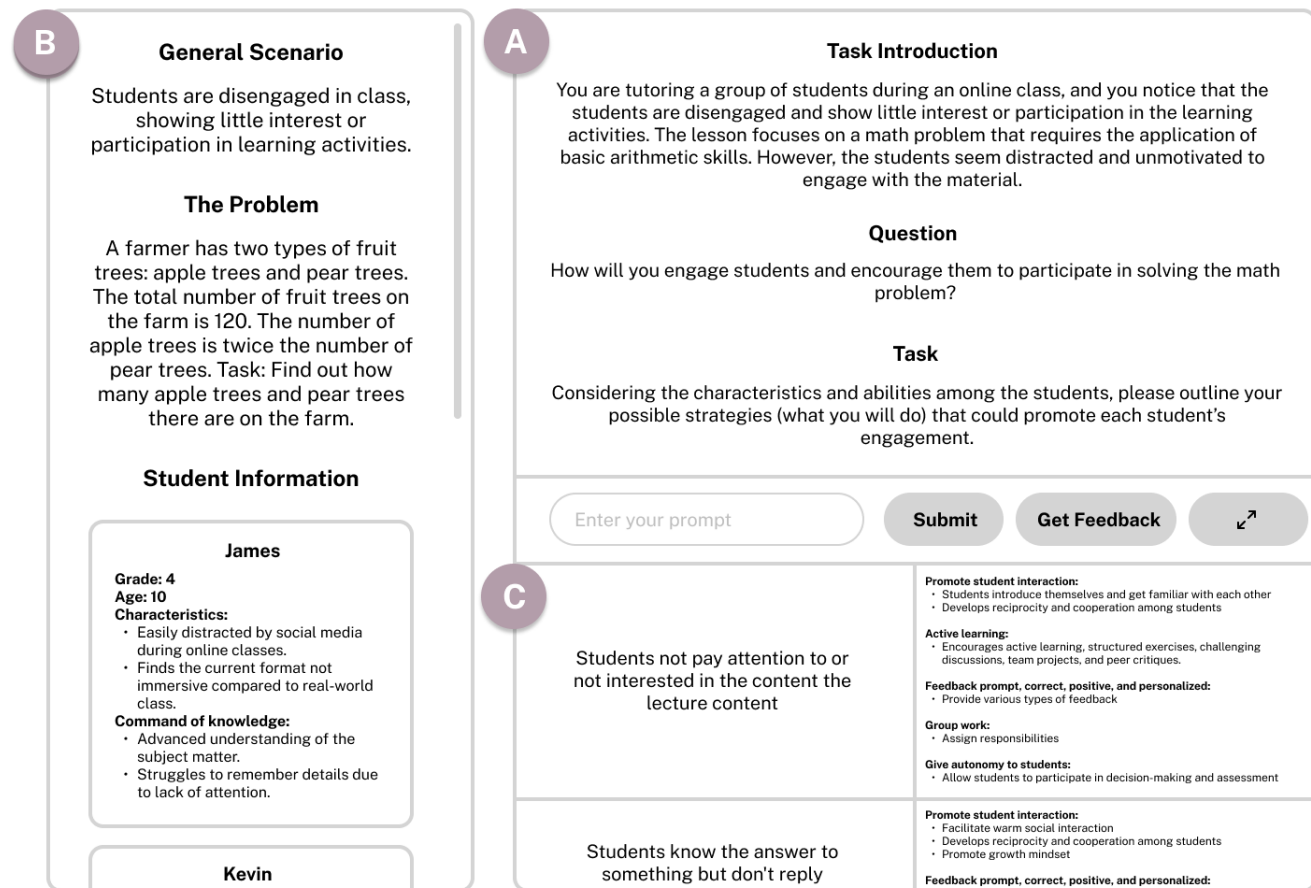 B
General Scenario
Students are disengaged in class,
showing little interest or
participation in learning activities.
The Problem
A farmer has two types of fruit
trees: apple trees and pear trees.
The total number of fruit trees on
the farm is 120. The number of
apple trees is twice the number of
pear trees. Task: Find out how
many apple trees and pear trees
there are on the farm.
Student Information
James
Grade: 4
Age: 10
Characteristics:
• Easily distracted by social media
during online classes.
• Finds the current format not
immersive compared to real-world
class.
Command of knowledge:
• Advanced understanding of the
subject matter.
• Struggles to remember details due
to lack of attention.
Kevin
A
Task Introduction
You are tutoring a group of students during an online class, and you notice that the
students are disengaged and show little interest or participation in the learning
activities. The lesson focuses on a math problem that requires the application of
basic arithmetic skills. However, the students seem distracted and unmotivated to
engage with the material.
Question
How will you engage students and encourage them to participate in solving the math
problem?
Task
Considering the characteristics and abilities among the students, please outline your
possible strategies (what you will do) that could promote each student's
engagement.
Enter your prompt
Submit
Get Feedback
C
Students not pay attention to or
not interested in the content the
lecture content
Promote student interaction:
• Students introduce themselves and get familiar with each other
• Develops reciprocity and cooperation among students
Active learning:
• Encourages active learning, structured exercises, challenging
discussions, team projects, and peer critiques.
Feedback prompt, correct, positive, and personalized:
• Provide various types of feedback
Group work:
• Assign responsibilities
Give autonomy to students:
• Allow students to participate in decision-making and assessment
Students know the answer to
something but don't reply
Promote student interaction:
• Facilitate warm social interaction
• Develops reciprocity and cooperation among students
• Promote growth mindset
Feedback prompt, correct, positive, and personalized: